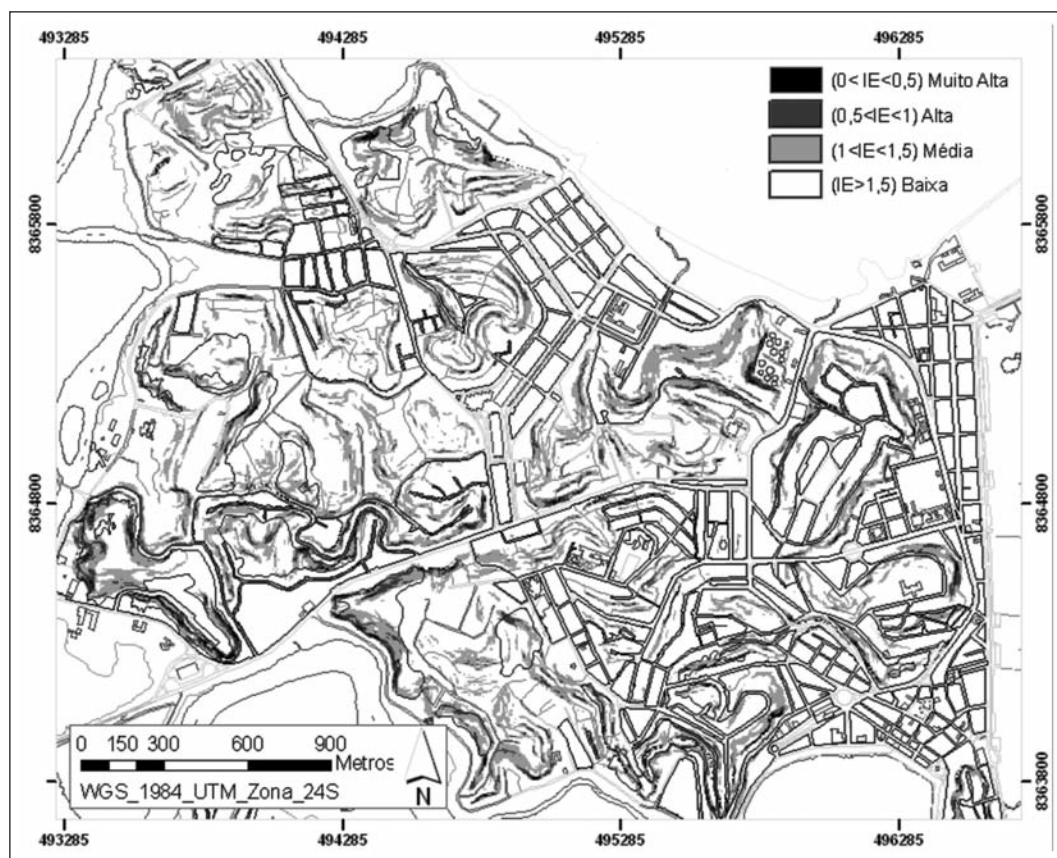 493285 494285 495285 496285
(0< IE<0,5) Muito Alta
(0,5<IE<1) Alta
(1<IE<1,5) Média
(IE>1,5) Baixa
8365800 8365800
8364800 8364800
8363800
0 150 300 600 900
Metros
N
WGS_1984_UTM_Zona_24S
493285 494285 495285 496285